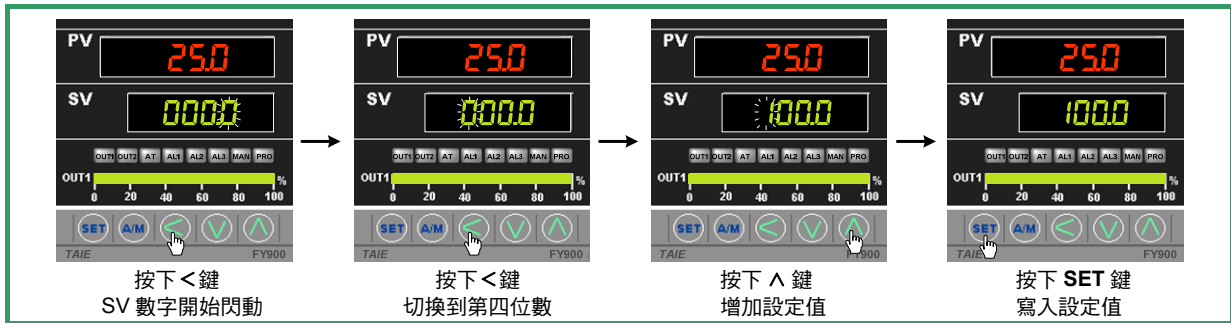 PV
25.0
SV
000.0
OUT1 OUT2 AT AL1 AL2 AL3 MAN PRO
OUT1
%
0 20 40 60 80 100
SET A/M < ∨ ∧
TAIE FY900
按下<鍵
SV 數字開始閃動
PV
25.0
SV
000.0
OUT1 OUT2 AT AL1 AL2 AL3 MAN PRO
OUT1
%
0 20 40 60 80 100
SET A/M < ∨ ∧
TAIE FY900
按下<鍵
切換到第四位數
PV
25.0
SV
100.0
OUT1 OUT2 AT AL1 AL2 AL3 MAN PRO
OUT1
%
0 20 40 60 80 100
SET A/M < ∨ ∧
TAIE FY900
按下 ∧ 鍵
增加設定值
PV
25.0
SV
100.0
OUT1 OUT2 AT AL1 AL2 AL3 MAN PRO
OUT1
%
0 20 40 60 80 100
SET A/M < ∨ ∧
TAIE FY900
按下 SET 鍵
寫入設定值